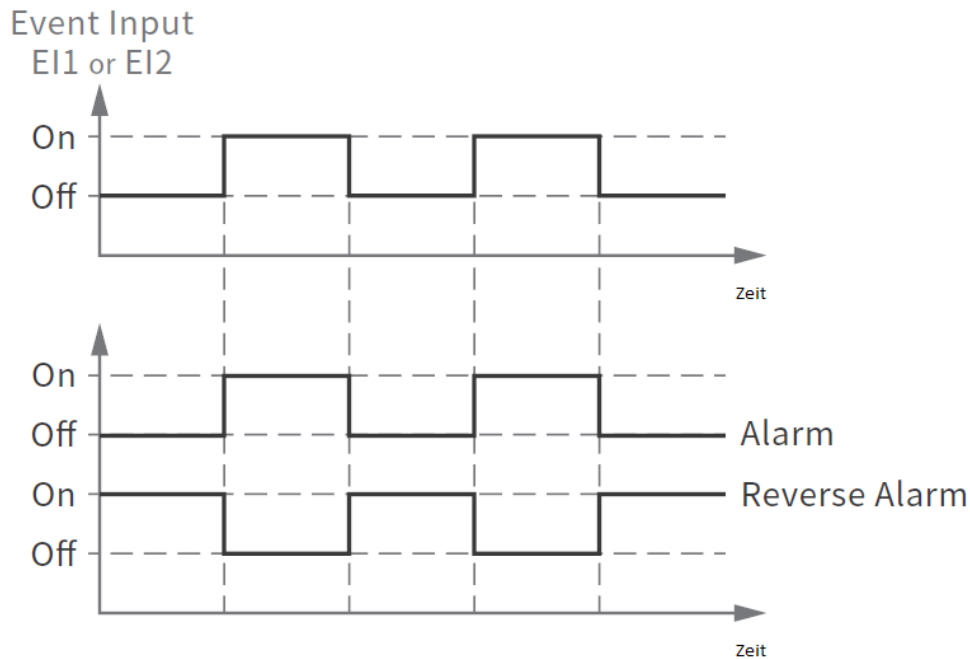 Event Input
EI1 or EI2
On
Off
Zeit
On
Off
Alarm
On
Reverse Alarm
Off
Zeit